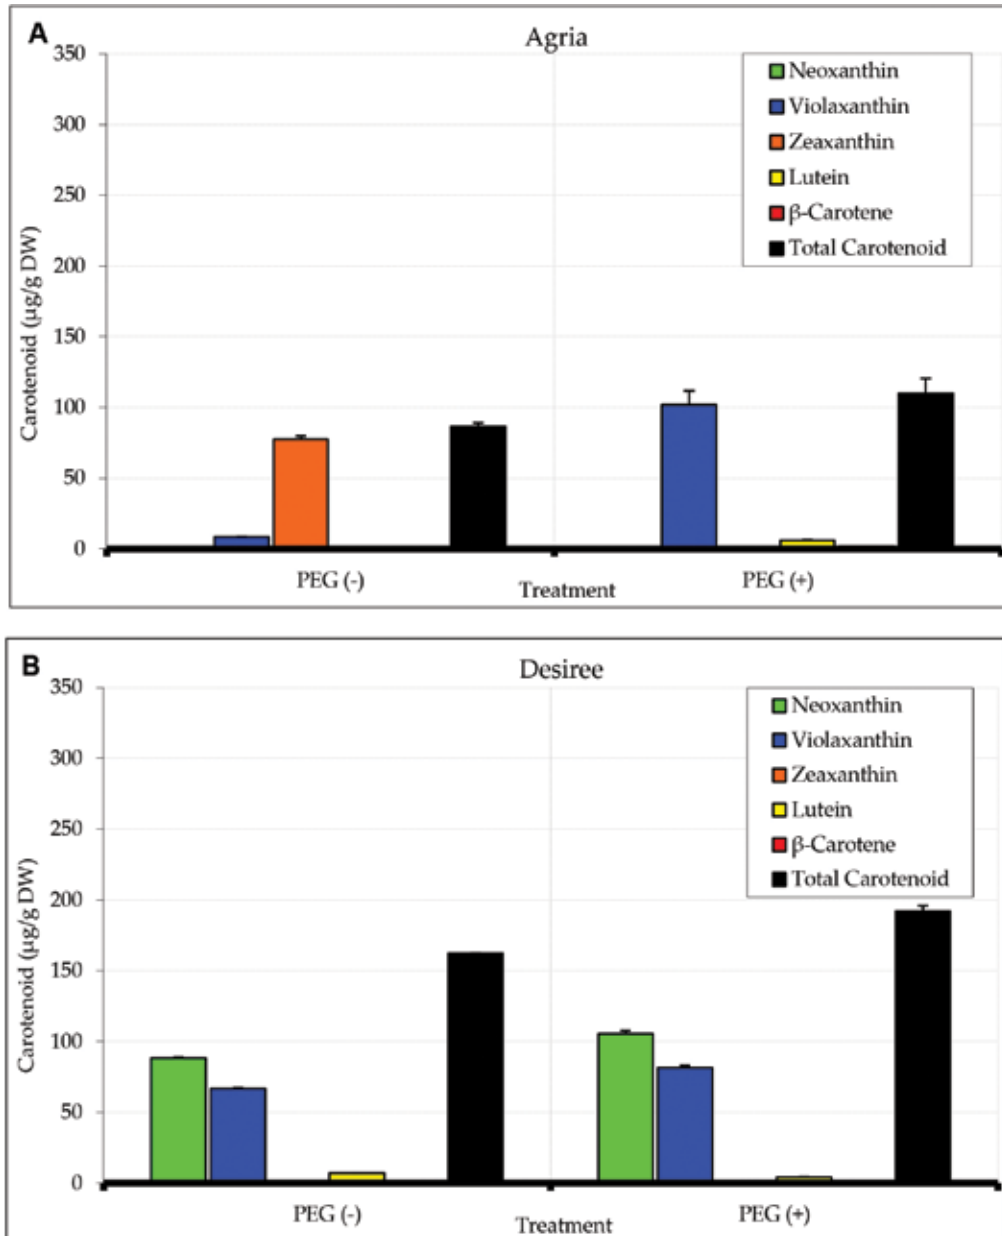 A
Agria
350
300
250
200
150
100
50
0
Carotenoid (µg/g DW)
Neoxanthin
Violaxanthin
Zeaxanthin
Lutein
β-Carotene
Total Carotenoid
PEG (-)
Treatment
PEG (+)
B
Desiree
350
300
250
200
150
100
50
0
Carotenoid (µg/g DW)
Neoxanthin
Violaxanthin
Zeaxanthin
Lutein
β-Carotene
Total Carotenoid
PEG (-)
Treatment
PEG (+)